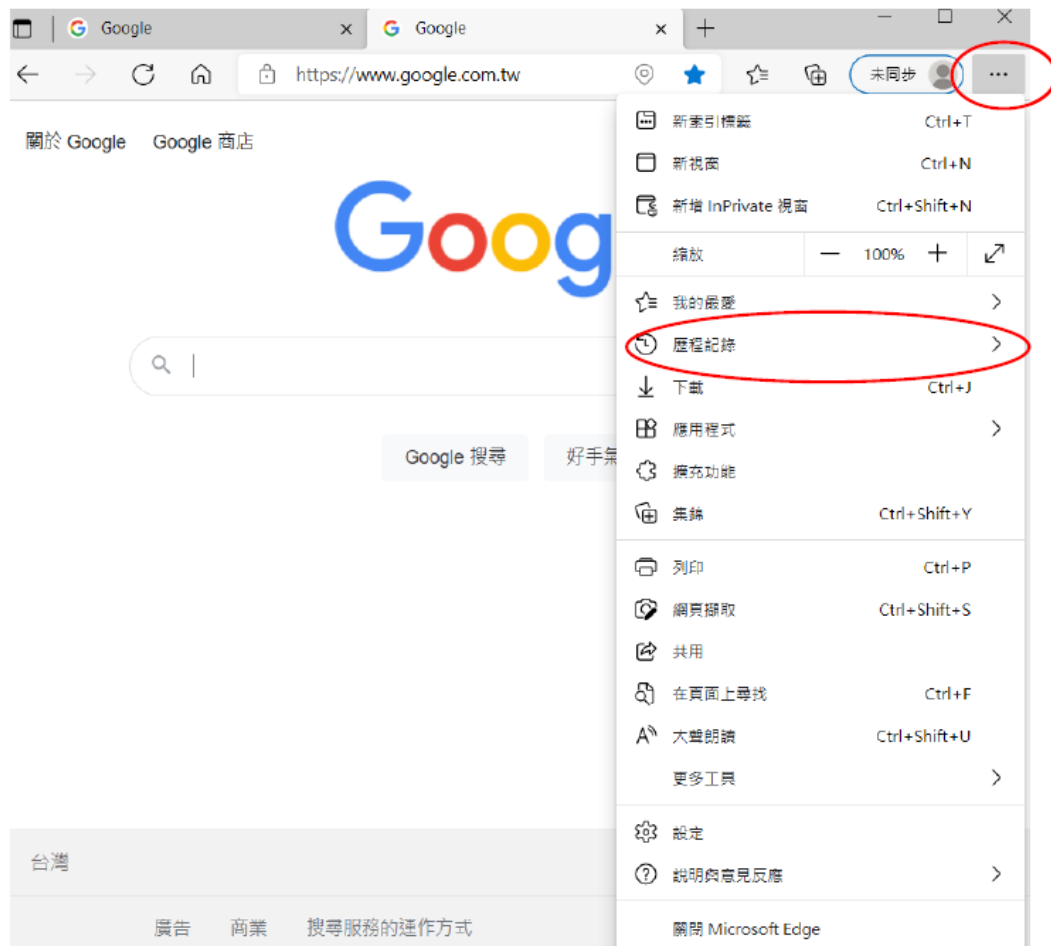 Google
Google
https://www.google.com.tw
未同步
關於 Google Google 商店
Goog
Google 搜尋
好手氣
新索引標籤 Ctrl+T
新視窗 Ctrl+N
新增 InPrivate 視窗 Ctrl+Shift+N
縮放 100%
我的最愛
歷程記錄
下載 Ctrl+J
應用程式
擴充功能
集錦 Ctrl+Shift+Y
列印 Ctrl+P
網頁擷取 Ctrl+Shift+S
共用
在頁面上尋找 Ctrl+F
大聲朗讀 Ctrl+Shift+U
更多工具
設定
說明與意見反應
關閉 Microsoft Edge
台灣
廣告 商業 搜尋服務的運作方式